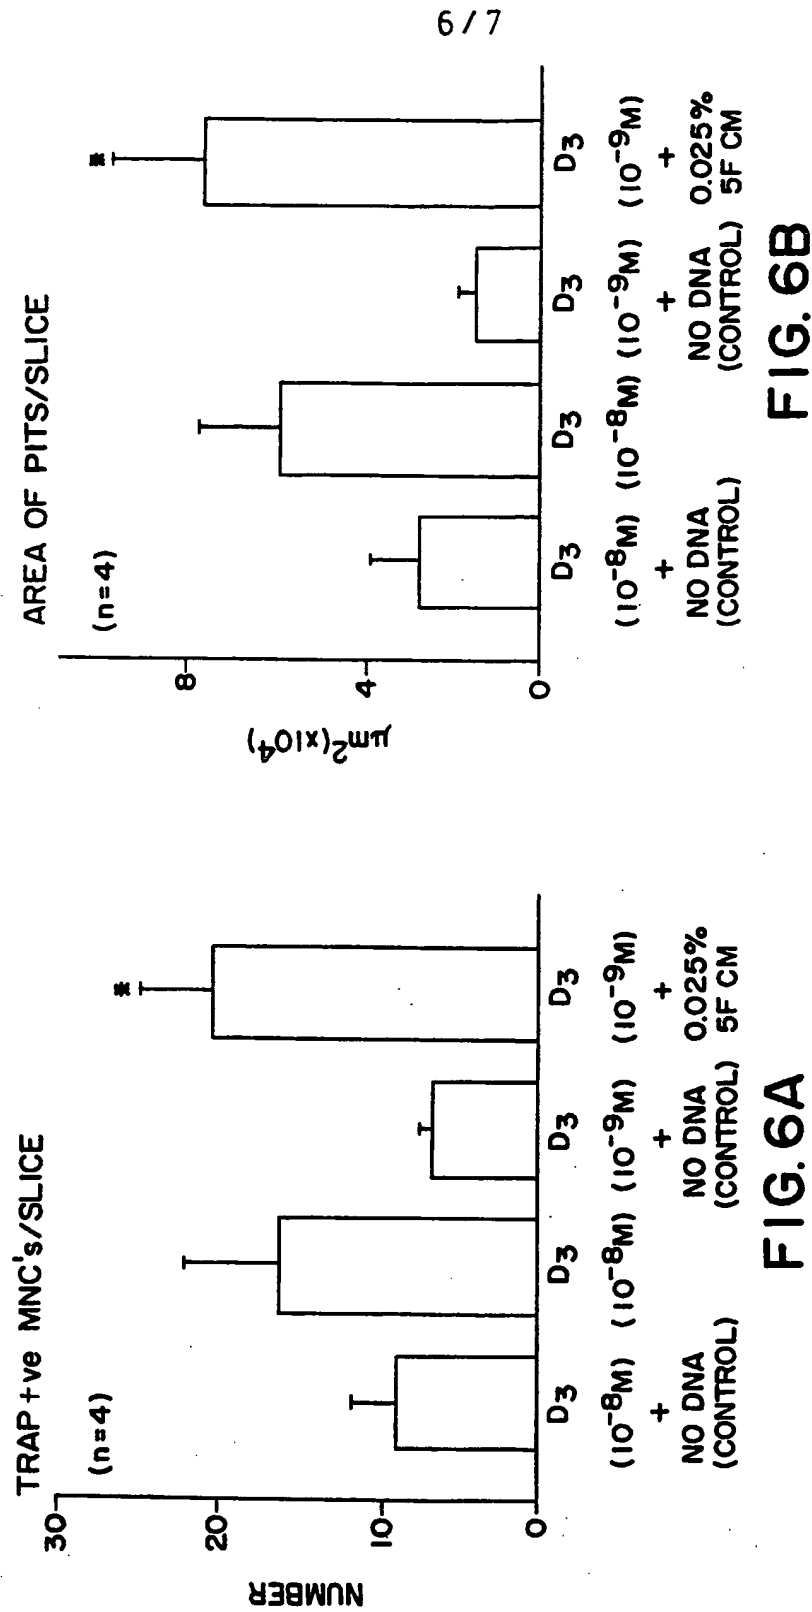 6/7
TRAP+ve MNC's/SLICE
(n=4)
NUMBER
30
20
10
0
D3 D3 D3 D3
(10⁻⁸M) (10⁻⁸M) (10⁻⁹M) (10⁻⁹M)
+ + +
NO DNA NO DNA 0.025%
(CONTROL) (CONTROL) 5F CM
*
FIG. 6A
AREA OF PITS/SLICE
(n=4)
μm²(x10⁴)
8
4
0
D3 D3 D3 D3
(10⁻⁸M) (10⁻⁸M) (10⁻⁹M) (10⁻⁹M)
+ + +
NO DNA NO DNA 0.025%
(CONTROL) (CONTROL) 5F CM
*
FIG. 6B